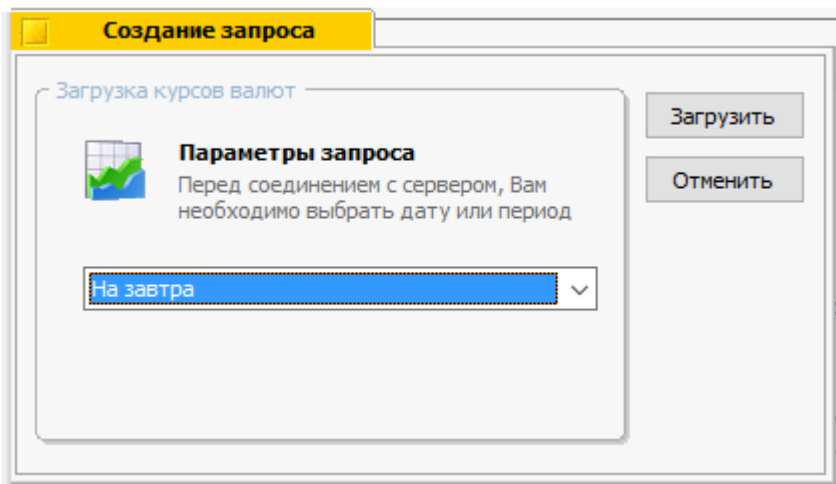 Создание запроса
Загрузка курсов валют
Параметры запроса
Перед соединением с сервером, Вам
необходимо выбрать дату или период
На завтра
Загрузить
Отменить